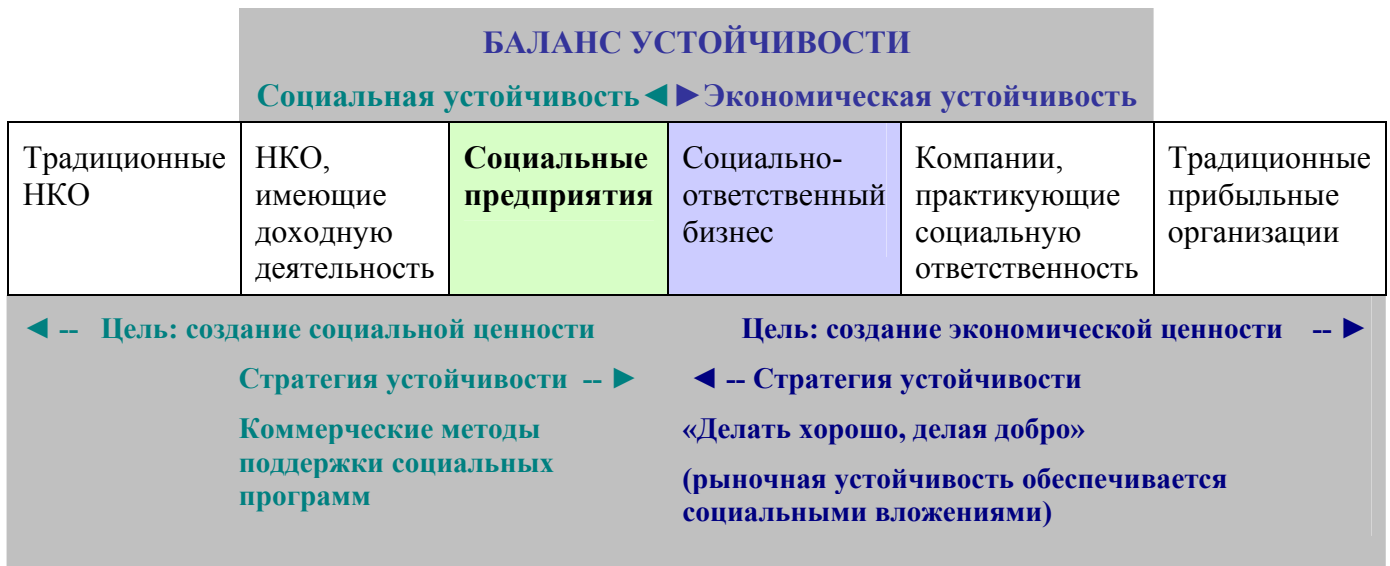 БАЛАНС УСТОЙЧИВОСТИ
Социальная устойчивость◄►Экономическая устойчивость
Традиционные
НКО
НКО,
имеющие
доходную
деятельность
Социальные
предприятия
Социально-
ответственный
бизнес
Компании,
практикующие
социальную
ответственность
Традиционные
прибыльные
организации
◄ -- Цель: создание социальной ценности
Цель: создание экономической ценности -- ►
Стратегия устойчивости -- ►
◄ -- Стратегия устойчивости
Коммерческие методы
поддержки социальных
программ
«Делать хорошо, делая добро»
(рыночная устойчивость обеспечивается
социальными вложениями)